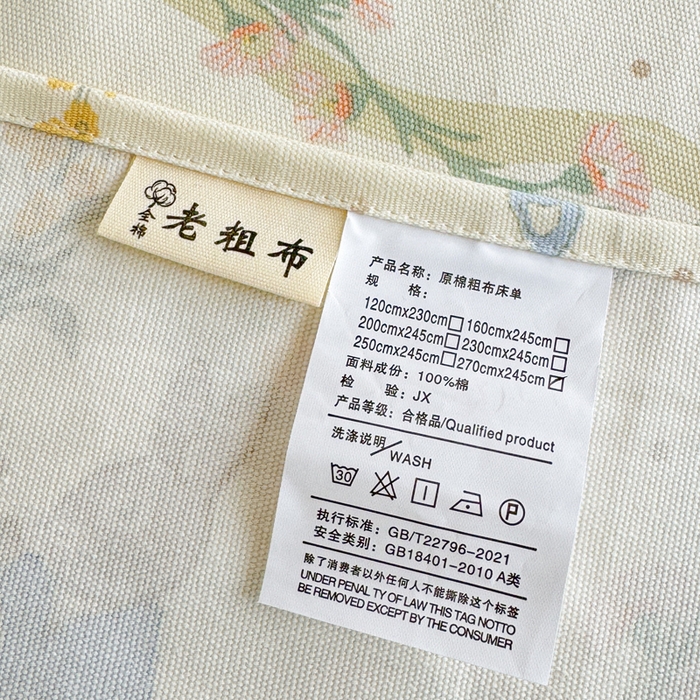 全棉
老粗布
产品名称：原棉粗布床单
规 格：
120cmx230cm□ 160cmx245cm□
200cmx245cm□ 230cmx245cm□
250cmx245cm□ 270cmx245cm☑
面料成份：100%棉
检 验：JX
产品等级：合格品/Qualified product
洗涤说明/WASH
30 P
执行标准：GB/T22796-2021
安全类别：GB18401-2010 A类
除了消费者以外任何人不能撕除这个标签
UNDER PENAL TY OF LAW THIS TAG NOTTO
BE REMOVED EXCEPT BY THE CONSUMER